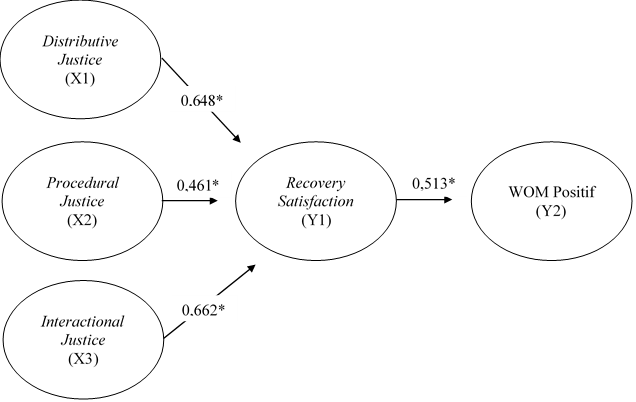 Distributive
Justice
(X1)
0.648*
Procedural
Justice
(X2)
0,461*
Recovery
Satisfaction
(Y1)
0,513*
WOM Positif
(Y2)
Interactional
Justice
(X3)
0.662*